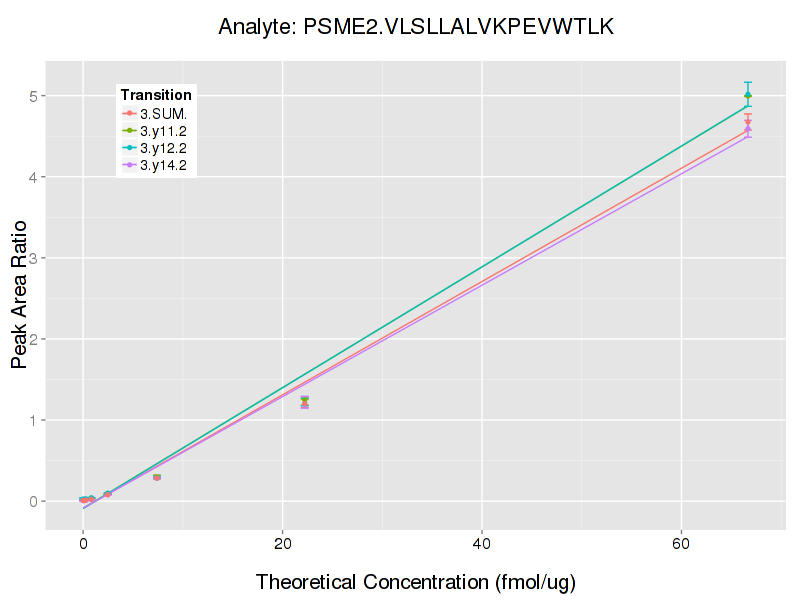 Analyte: PSME2.VLSLLALVKPEVWTLK
Transition
3.SUM.
3.y11.2
3.y12.2
3.y14.2
Peak Area Ratio
5
4
3
2
1
0
0 20 40 60
Theoretical Concentration (fmol/ug)